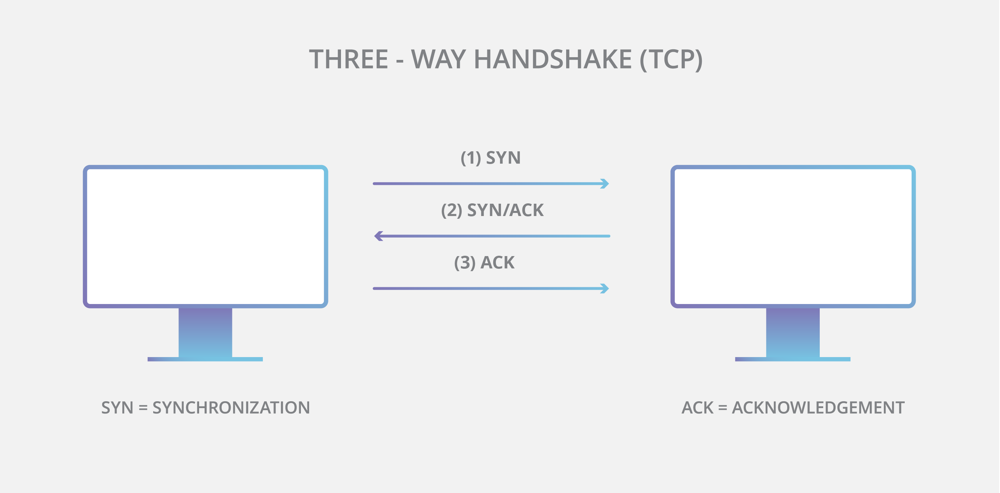 THREE - WAY HANDSHAKE (TCP)
(1) SYN
(2) SYN/ACK
(3) ACK
SYN = SYNCHRONIZATION
ACK = ACKNOWLEDGEMENT